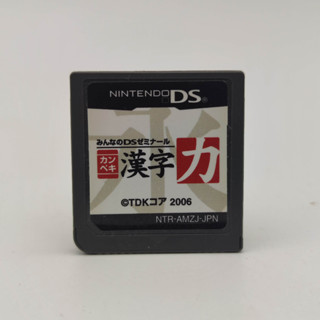 NINTENDO DS
永
みんなのDSゼミナール
カンペキ 漢字力
©TDKコア 2006
NTR-AMZJ-JPN